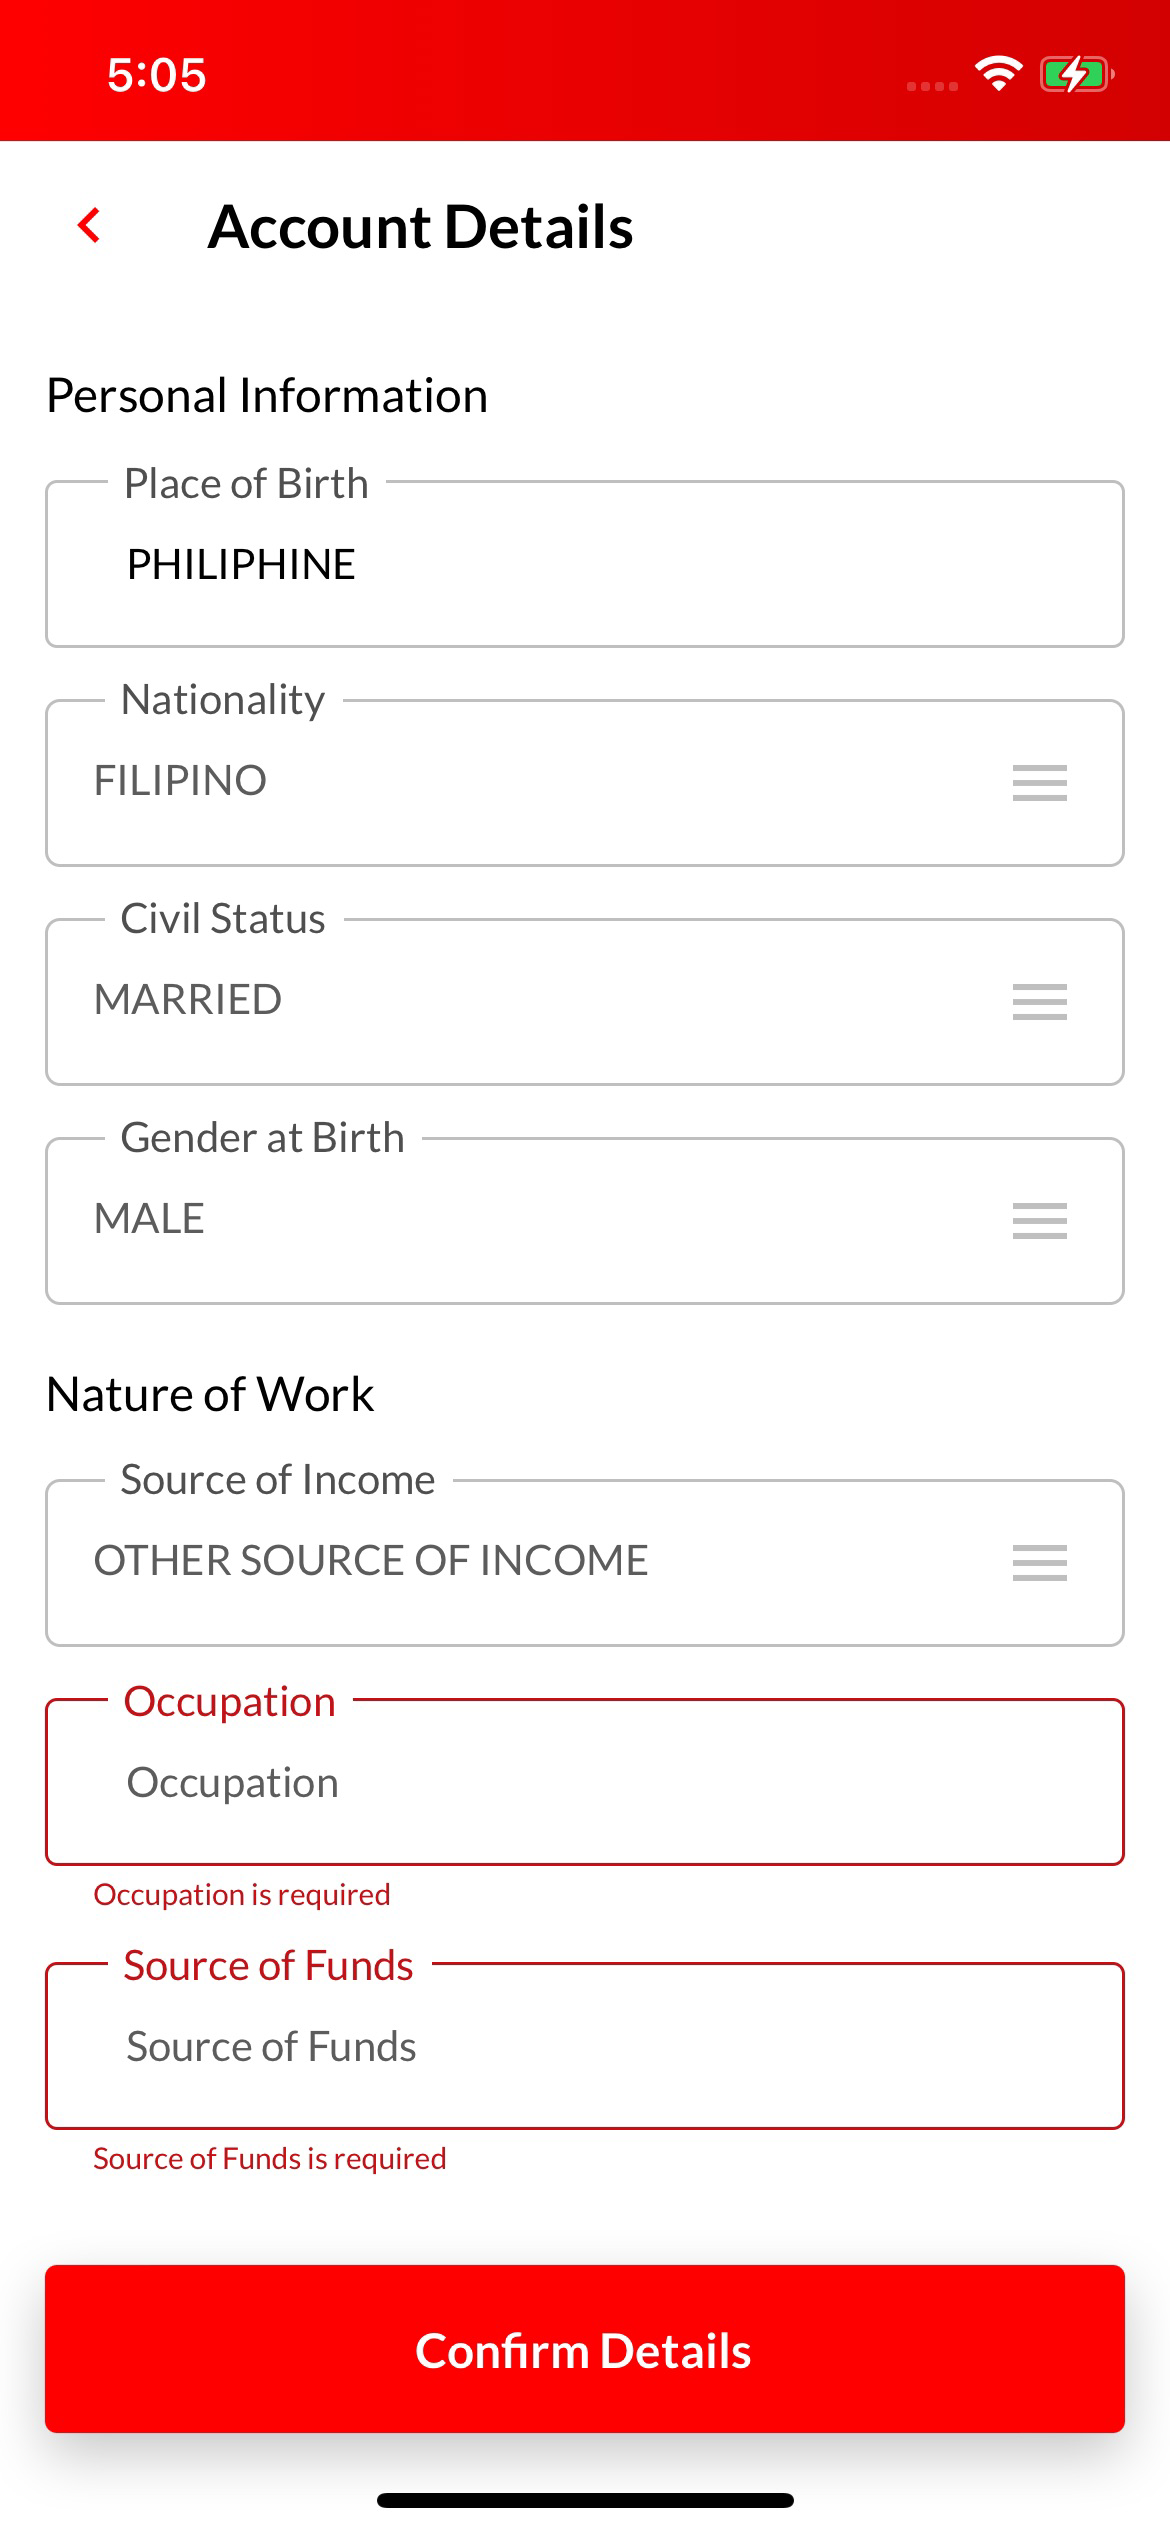 5:05
Account Details
Personal Information
Place of Birth
PHILIPHINE
Nationality
FILIPINO
Civil Status
MARRIED
Gender at Birth
MALE
Nature of Work
Source of Income
OTHER SOURCE OF INCOME
Occupation
Occupation
Occupation is required
Source of Funds
Source of Funds
Source of Funds is required
Confirm Details